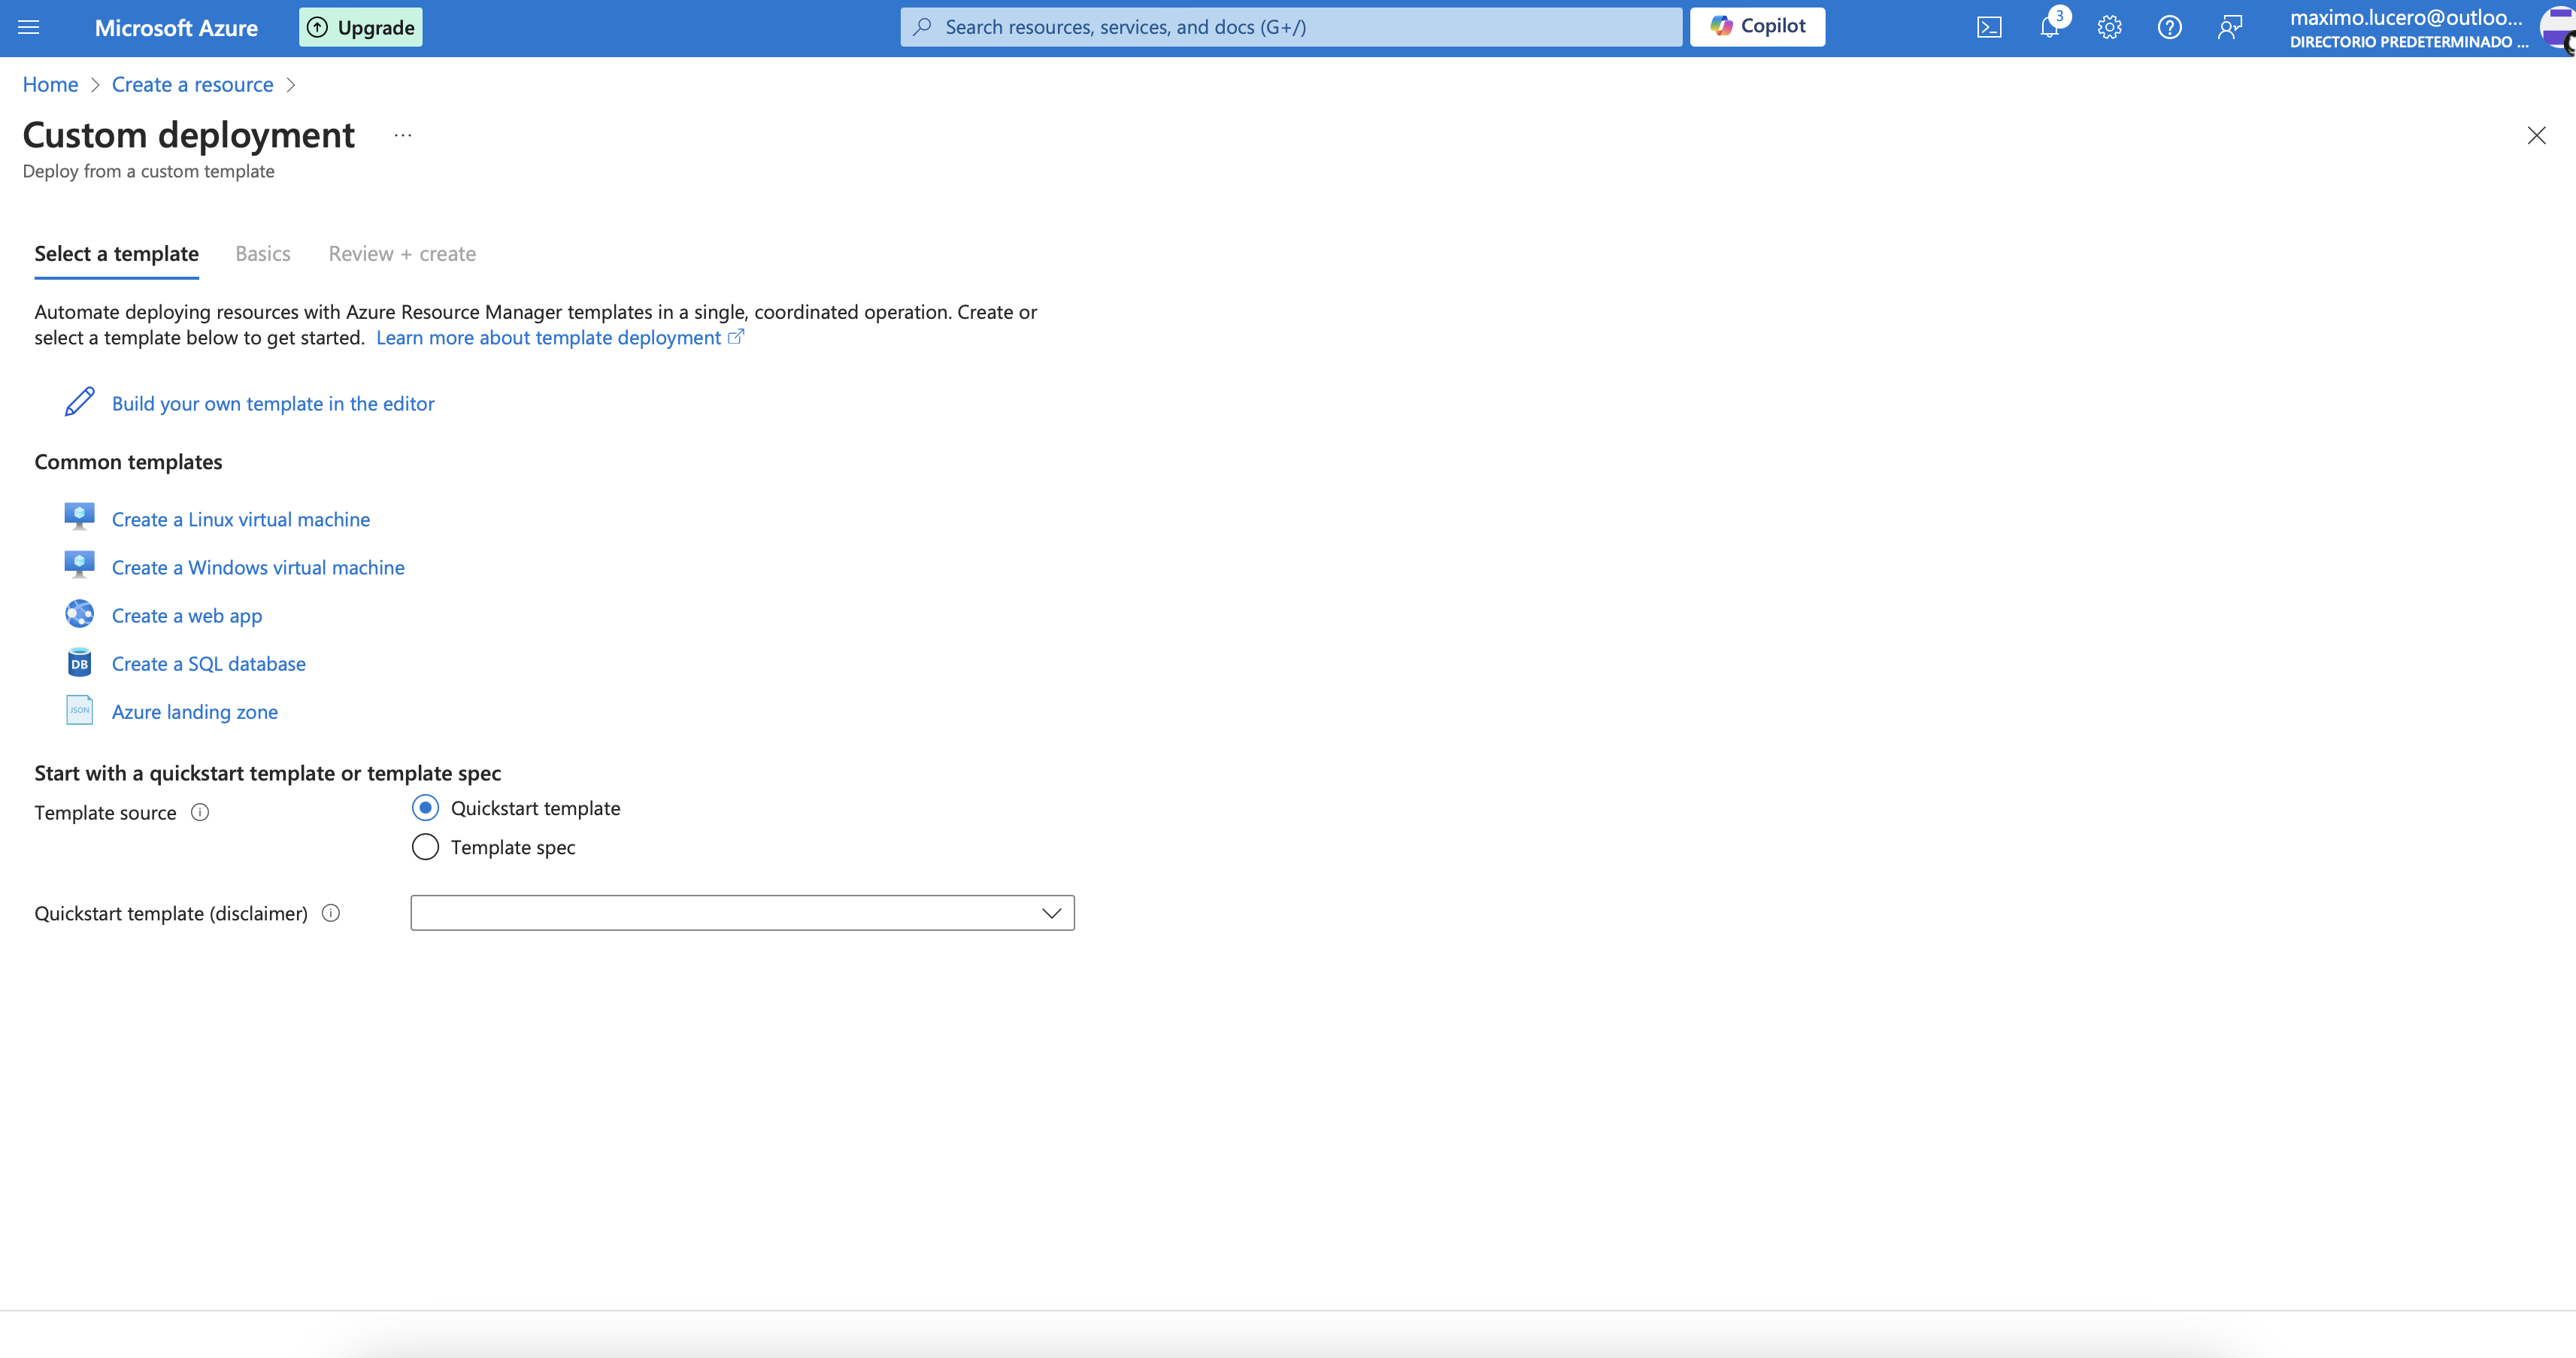 Microsoft Azure
Upgrade
Search resources, services, and docs (G+/)
Copilot
3
maximo.lucero@outloo...
DIRECTORIO PREDETERMINADO ...
Home > Create a resource >
Custom deployment ...
Deploy from a custom template
Select a template Basics Review + create
Automate deploying resources with Azure Resource Manager templates in a single, coordinated operation. Create or
select a template below to get started. Learn more about template deployment
Build your own template in the editor
Common templates
Create a Linux virtual machine
Create a Windows virtual machine
Create a web app
DB Create a SQL database
JSON Azure landing zone
Start with a quickstart template or template spec
Template source Quickstart template
Template spec
Quickstart template (disclaimer)